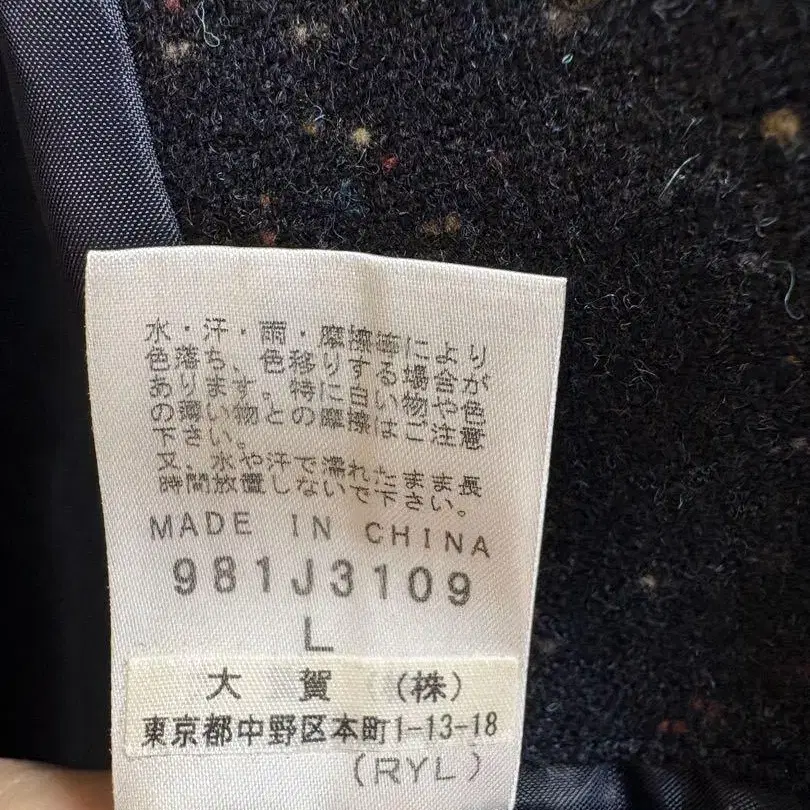 水・汗・雨・摩擦等により
色落ち、色移りする場合が
あります。特に白い物や色
の薄い物との摩擦はご注意
下さい。
又、水や汗で濡れたまま長
時間放置しないで下さい。
MADE IN CHINA
981J3109
L
大 賀 (株)
東京都中野区本町1-13-18
(RYL)